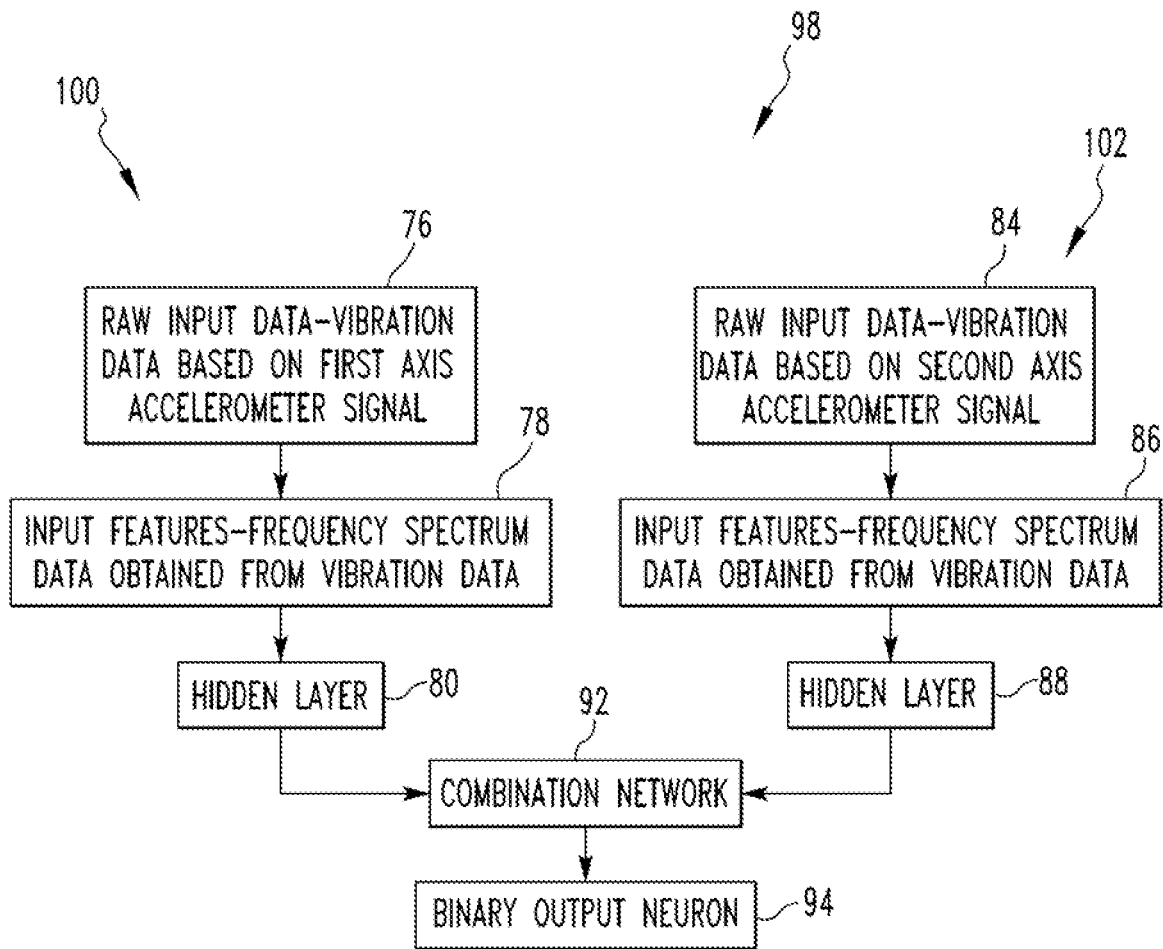 98
100
102
76
84
RAW INPUT DATA-VIBRATION
DATA BASED ON FIRST AXIS
ACCELEROMETER SIGNAL
RAW INPUT DATA-VIBRATION
DATA BASED ON SECOND AXIS
ACCELEROMETER SIGNAL
78
86
INPUT FEATURES-FREQUENCY SPECTRUM
DATA OBTAINED FROM VIBRATION DATA
INPUT FEATURES-FREQUENCY SPECTRUM
DATA OBTAINED FROM VIBRATION DATA
HIDDEN LAYER
80
HIDDEN LAYER
88
92
COMBINATION NETWORK
BINARY OUTPUT NEURON
94